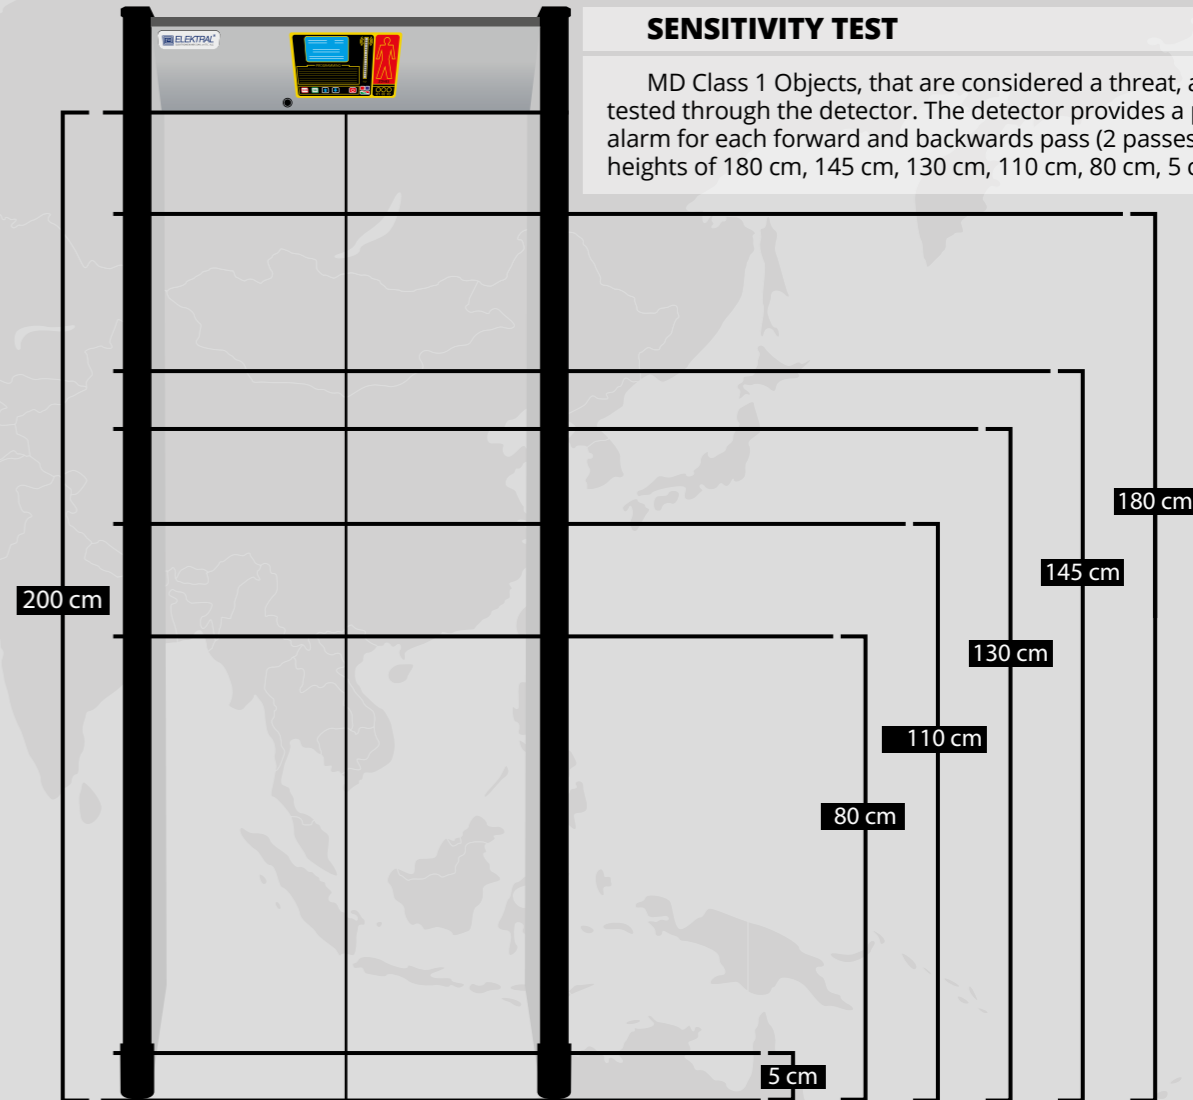 ELEKTRAL
SENSITIVITY TEST
MD Class 1 Objects, that are considered a threat,
tested through the detector. The detector provides a
alarm for each forward and backwards pass (2 passes
heights of 180 cm, 145 cm, 130 cm, 110 cm, 80 cm, 5
180 cm
145 cm
200 cm
130 cm
110 cm
80 cm
5 cm